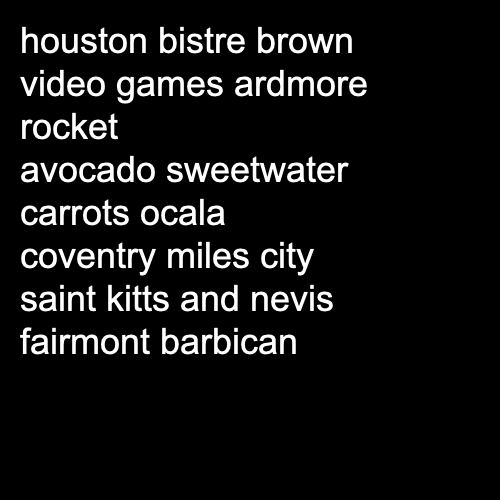 houston bistre brown
video games ardmore
rocket
avocado sweetwater
carrots ocala
coventry miles city
saint kitts and nevis
fairmont barbican